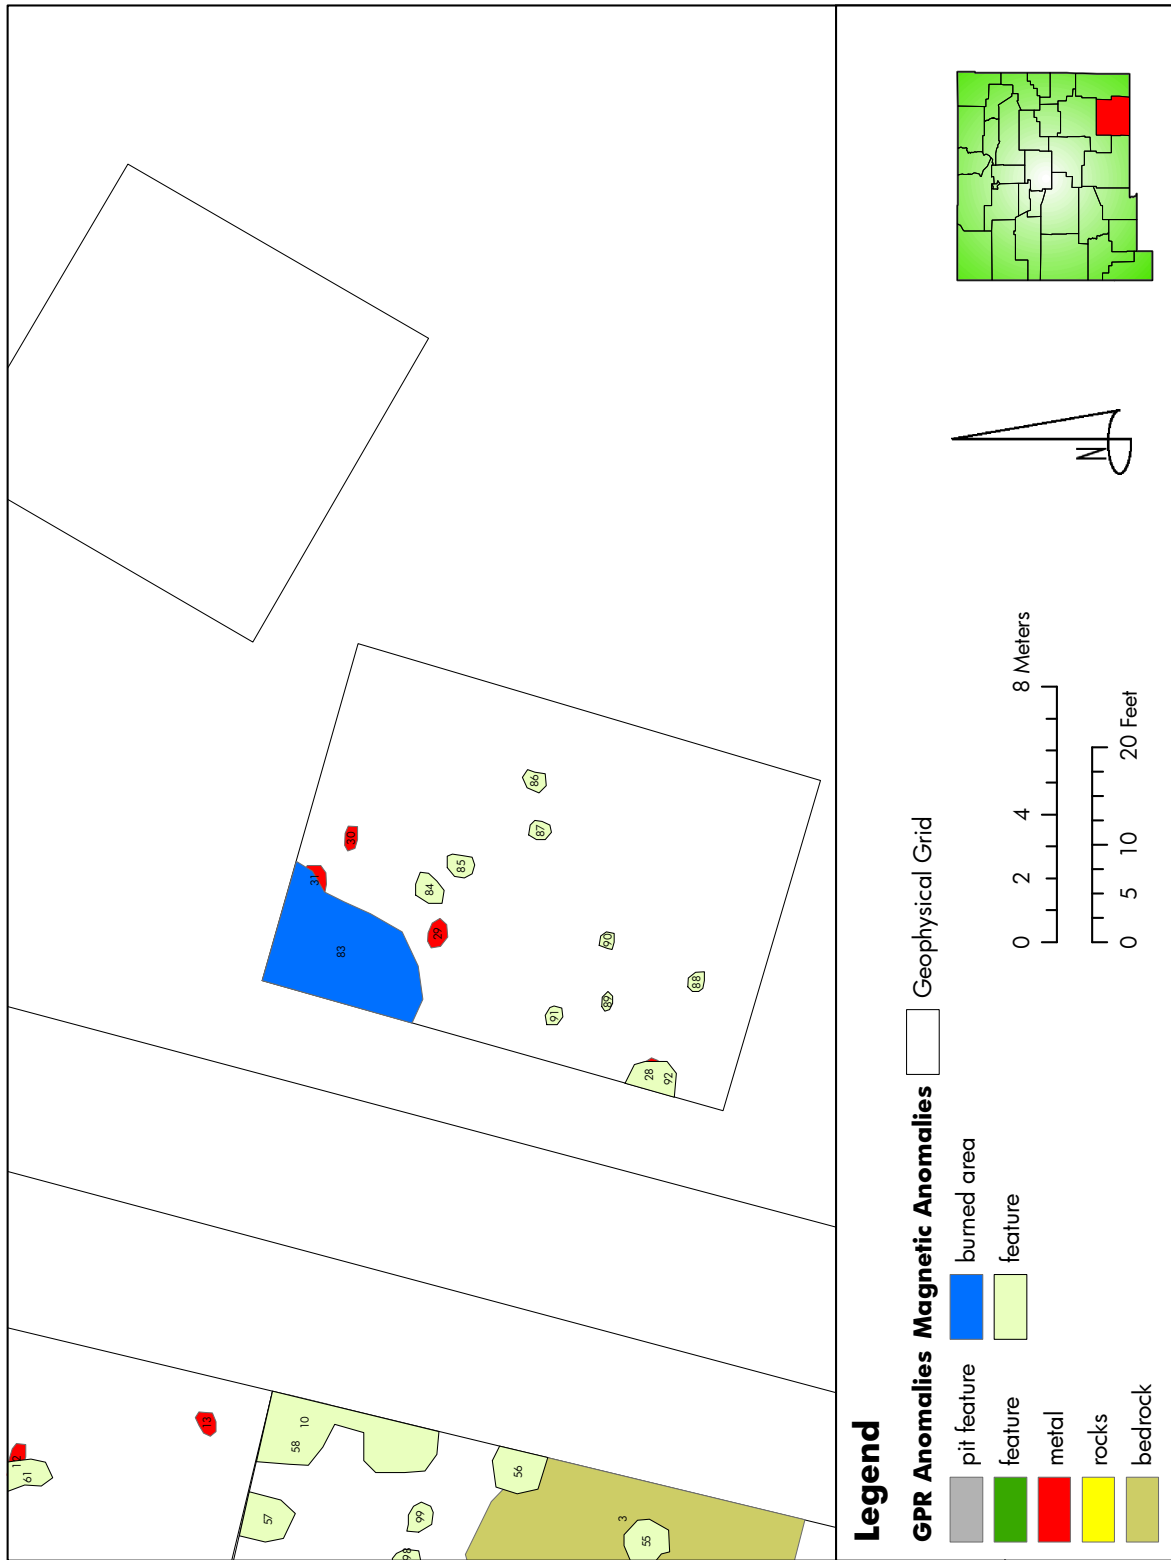 61
12
13
57
58
10
98
99
56
3
55
83
31
30
29
84
85
87
86
91
89
90
88
28
92
Legend
GPR Anomalies
pit feature
feature
metal
rocks
bedrock
Magnetic Anomalies
burned area
feature
Geophysical Grid
0 2 4 8 Meters
0 5 10 20 Feet
N